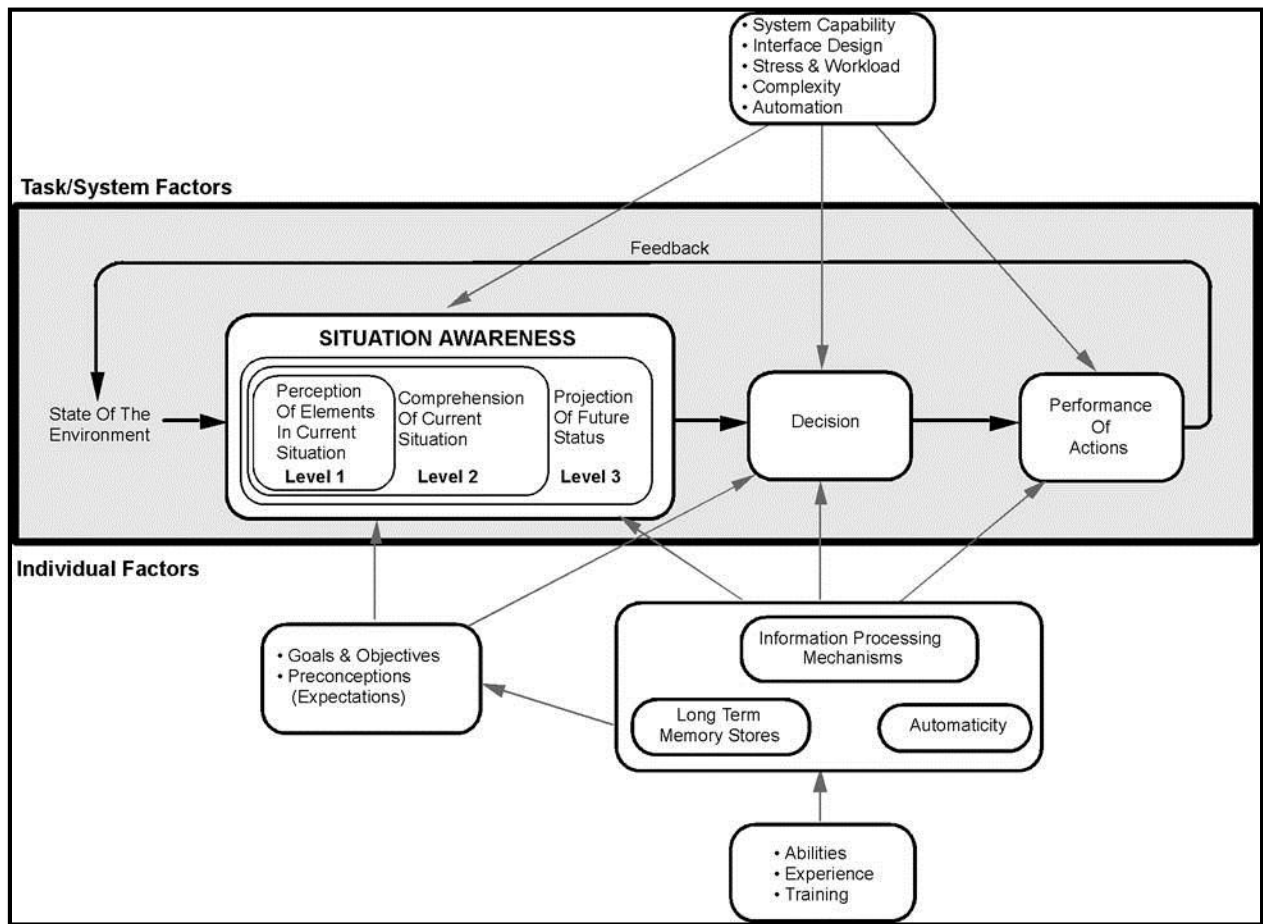 • System Capability
• Interface Design
• Stress & Workload
• Complexity
• Automation
Task/System Factors
Feedback
SITUATION AWARENESS
Perception
Of Elements
In Current
Situation
Level 1
Comprehension
Of Current
Situation
Level 2
Projection
Of Future
Status
Level 3
State Of The
Environment
Decision
Performance
Of
Actions
Individual Factors
• Goals & Objectives
• Preconceptions
(Expectations)
Information Processing
Mechanisms
Long Term
Memory Stores
Automaticity
• Abilities
• Experience
• Training